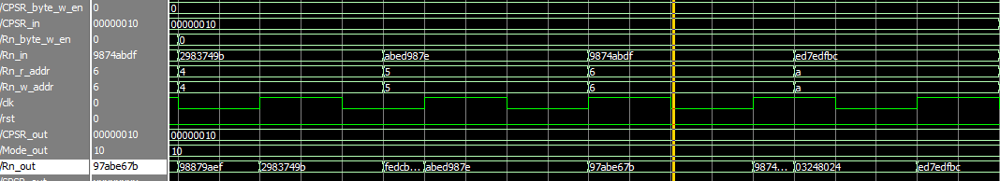 /CPSR_byte_w_en 0 0
/CPSR_in 00000010 00000010
/Rn_byte_w_en 0 0
/Rn_in 9874abdf 2983749b abed987e 9874abdf ed7edfbc
/Rn_r_addr 6 4 5 6 a
/Rn_w_addr 6 4 5 6 a
/clk 0
/rst 0
/CPSR_out 00000010 00000010
/Mode_out 10 10
/Rn_out 97abe67b 98879aef 2983749b fedcb... abed987e 97abe67b 9874... 03248024 ed7edfbc